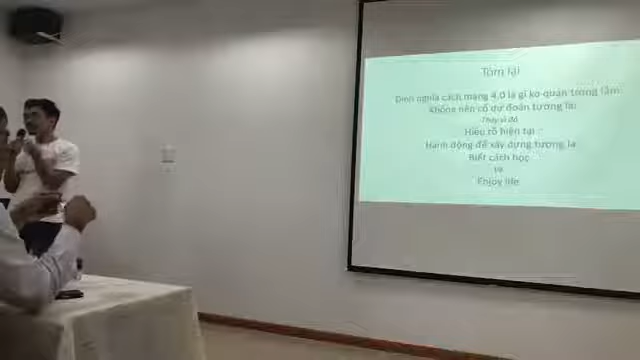 Tóm lại
Định nghĩa cách mạng 4.0 là gì ko quan trọng lắm
Không nên cố dự đoán tương lai
Thay vì đó
Hiểu rõ hiện tại
Hành động để xây dựng tương la
Biết cách học
và
Enjoy life